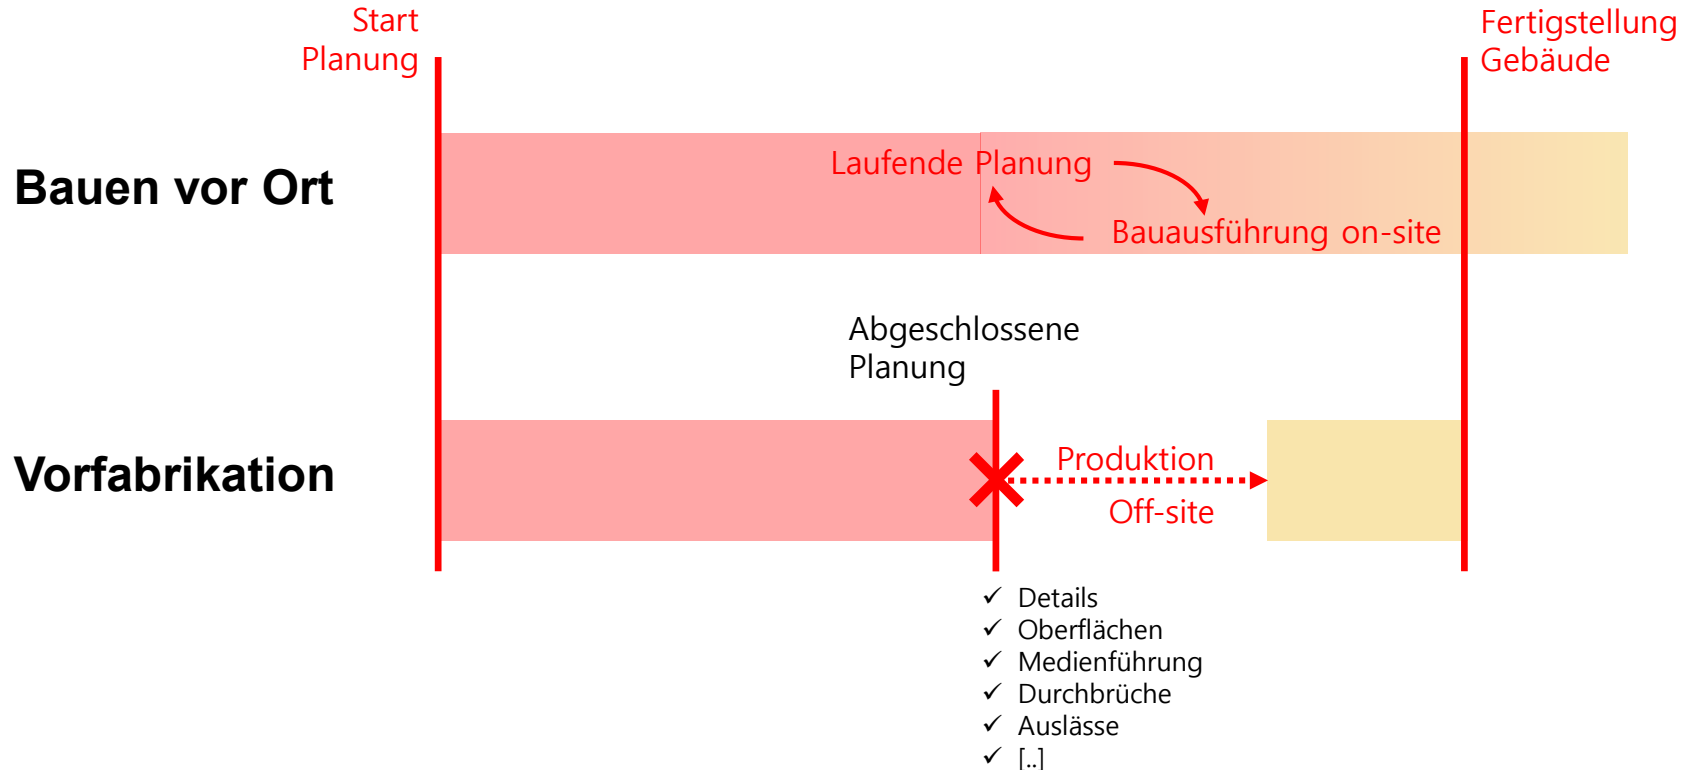 Start
Planung
Fertigstellung
Gebäude
Bauen vor Ort
Laufende Planung
Bauausführung on-site
Abgeschlossene
Planung
Vorfabrikation
Produktion
Off-site
✓ Details
✓ Oberflächen
✓ Medienführung
✓ Durchbrüche
✓ Auslässe
✓ [..]